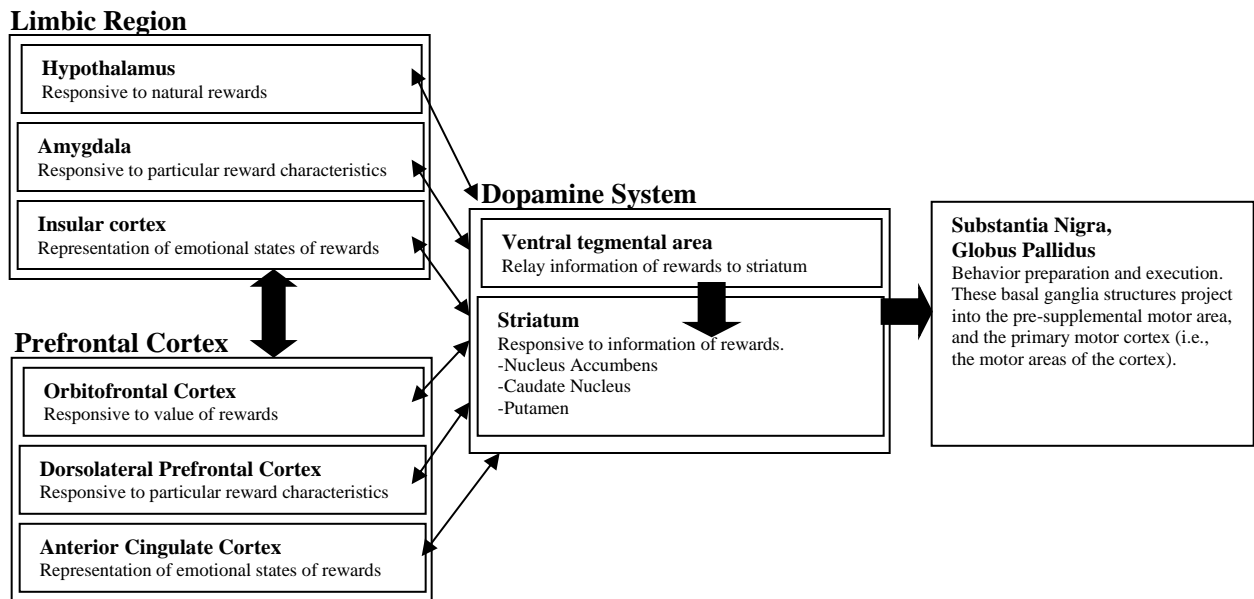 Limbic Region
Hypothalamus
Responsive to natural rewards
Amygdala
Responsive to particular reward characteristics
Insular cortex
Representation of emotional states of rewards
Prefrontal Cortex
Orbitofrontal Cortex
Responsive to value of rewards
Dorsolateral Prefrontal Cortex
Responsive to particular reward characteristics
Anterior Cingulate Cortex
Representation of emotional states of rewards
Dopamine System
Ventral tegmental area
Relay information of rewards to striatum
Striatum
Responsive to information of rewards.
-Nucleus Accumbens
-Caudate Nucleus
-Putamen
Substantia Nigra,
Globus Pallidus
Behavior preparation and execution.
These basal ganglia structures project
into the pre-supplemental motor area,
and the primary motor cortex (i.e.,
the motor areas of the cortex).